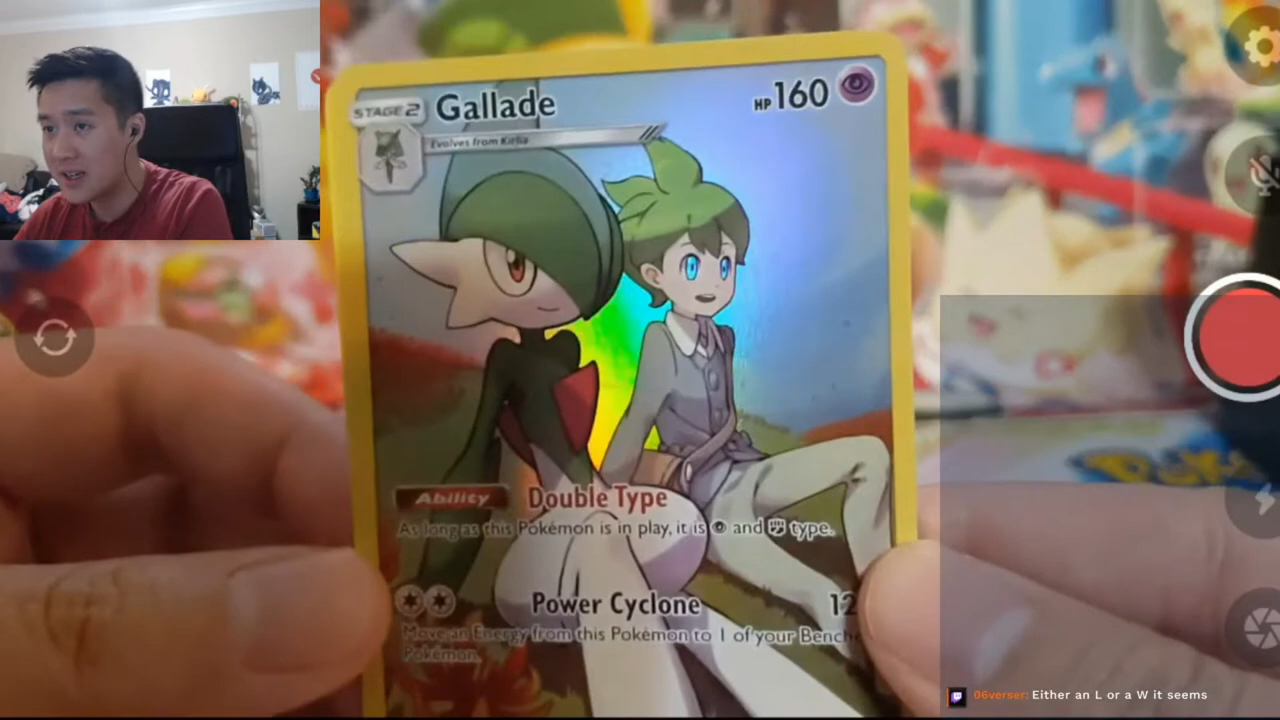 STAGE 2 Gallade HP 160
Evolves from Kirlia
Ability Double Type
As long as this Pokémon is in play, it is and type.
Power Cyclone 12
Move an Energy from this Pokémon to 1 of your Bench
Pokémon.
06verser: Either an L or a W it seems